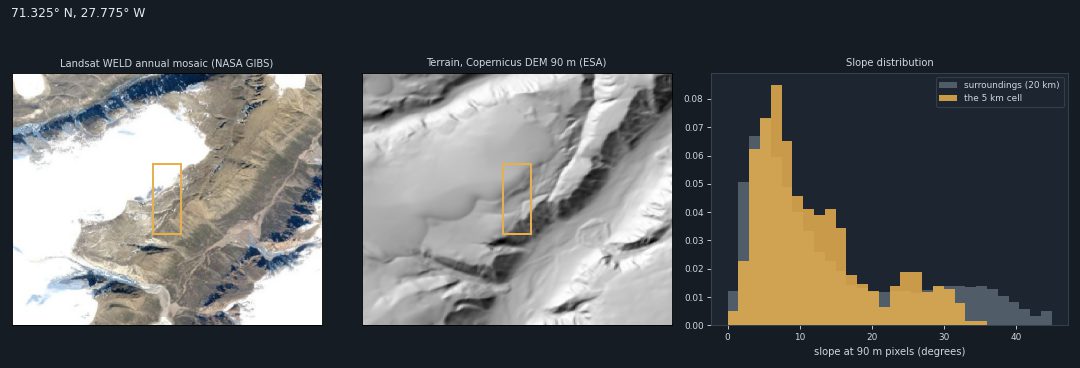 71.325° N, 27.775° W
Landsat WELD annual mosaic (NASA GIBS)
Terrain, Copernicus DEM 90 m (ESA)
Slope distribution
surroundings (20 km)
the 5 km cell
0.08
0.07
0.06
0.05
0.04
0.03
0.02
0.01
0.00
0 10 20 30 40
slope at 90 m pixels (degrees)